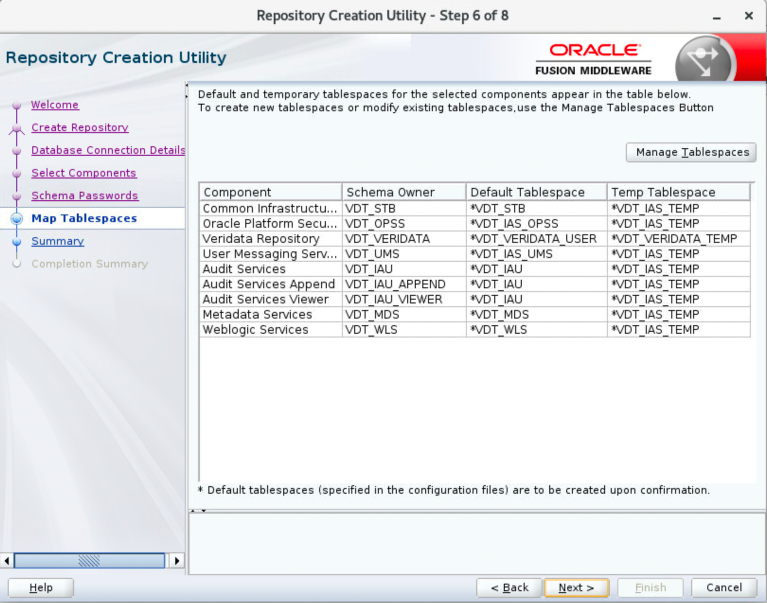 Repository Creation Utility - Step 6 of 8
Repository Creation Utility
ORACLE
FUSION MIDDLEWARE
Welcome
Create Repository
Database Connection Details
Select Components
Schema Passwords
Map Tablespaces
Summary
Completion Summary
Default and temporary tablespaces for the selected components appear in the table below.
To create new tablespaces or modify existing tablespaces,use the Manage Tablespaces Button
Manage Tablespaces
Component Schema Owner Default Tablespace Temp Tablespace
Common Infrastructu... VDT_STB *VDT_STB *VDT_IAS_TEMP
Oracle Platform Secu... VDT_OPSS *VDT_IAS_OPSS *VDT_IAS_TEMP
Veridata Repository VDT_VERIDATA *VDT_VERIDATA_USER *VDT_VERIDATA_TEMP
User Messaging Serv... VDT_UMS *VDT_IAS_UMS *VDT_IAS_TEMP
Audit Services VDT_IAU *VDT_IAU *VDT_IAS_TEMP
Audit Services Append VDT_IAU_APPEND *VDT_IAU *VDT_IAS_TEMP
Audit Services Viewer VDT_IAU_VIEWER *VDT_IAU *VDT_IAS_TEMP
Metadata Services VDT_MDS *VDT_MDS *VDT_IAS_TEMP
Weblogic Services VDT_WLS *VDT_WLS *VDT_IAS_TEMP
* Default tablespaces (specified in the configuration files) are to be created upon confirmation.
Help
< Back
Next >
Finish
Cancel